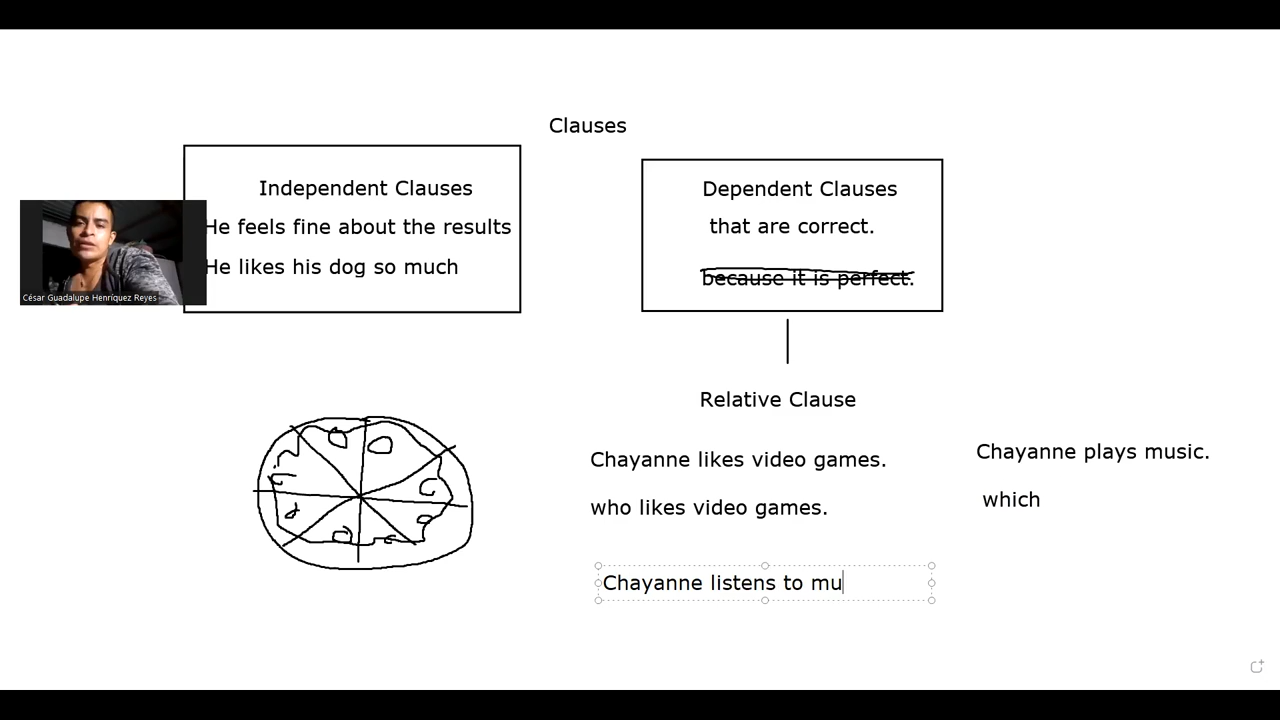 Clauses
Independent Clauses
He feels fine about the results
He likes his dog so much
César Guadalupe Henríquez Reyes
Dependent Clauses
that are correct.
because it is perfect.
Relative Clause
Chayanne likes video games.
who likes video games.
Chayanne plays music.
which
Chayanne listens to mu